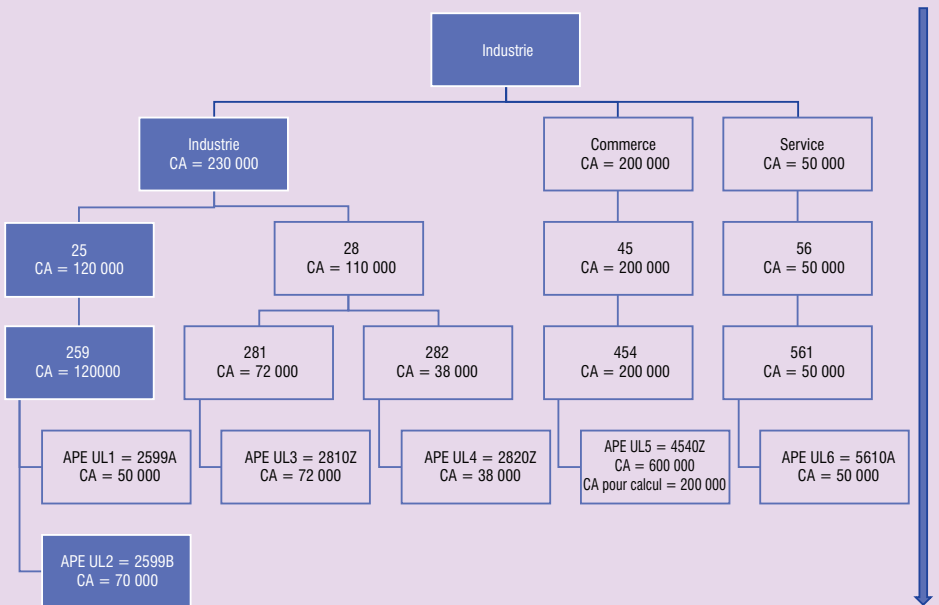 Industrie
Industrie
CA = 230 000
Commerce
CA = 200 000
Service
CA = 50 000
25
CA = 120 000
28
CA = 110 000
45
CA = 200 000
56
CA = 50 000
259
CA = 120000
281
CA = 72 000
282
CA = 38 000
454
CA = 200 000
561
CA = 50 000
APE UL1 = 2599A
CA = 50 000
APE UL3 = 2810Z
CA = 72 000
APE UL4 = 2820Z
CA = 38 000
APE UL5 = 4540Z
CA = 600 000
CA pour calcul = 200 000
APE UL6 = 5610A
CA = 50 000
APE UL2 = 2599B
CA = 70 000